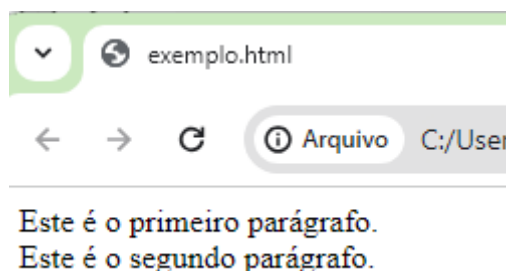 exemplo.html
Arquivo C:/User
Este é o primeiro parágrafo.
Este é o segundo parágrafo.